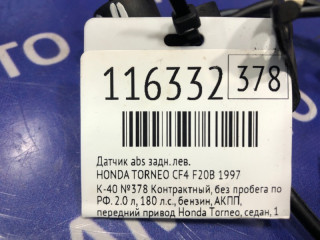 116332 378
Датчик abs задн. лев.
HONDA TORNEO CF4 F20B 1997
К-40 №378 Контрактный, без пробега по
РФ. 2.0 л, 180 л.с., бензин, АКПП,
передний привод Honda Torneo, седан, 1